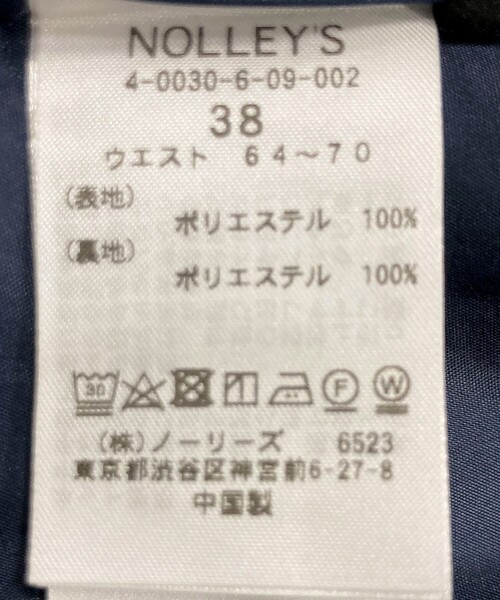 NOLLEY'S
4-0030-6-09-002
38
ウエスト 64～70
(表地)
ポリエステル 100%
(裏地)
ポリエステル 100%
30 F W
(株)ノーリーズ 6523
東京都渋谷区神宮前6-27-8
中国製